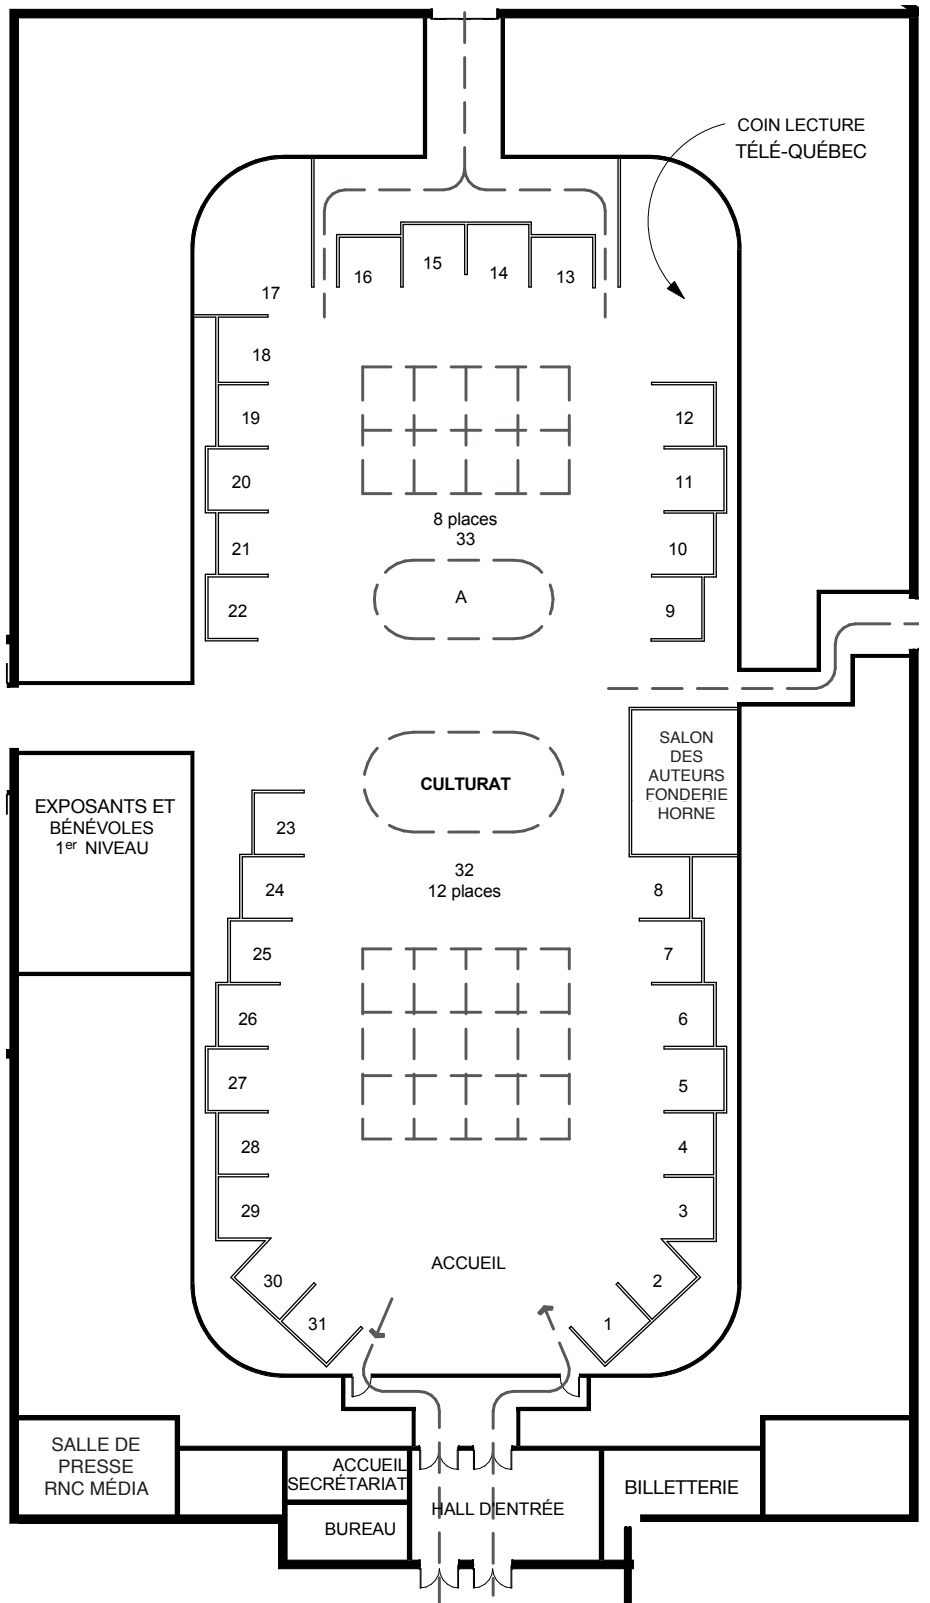 COIN LECTURE
TÉLÉ-QUÉBEC
15
14
16
13
17
18
19
12
20
11
8 places
33
21
10
A
22
9
SALON
DES
AUTEURS
FONDERIE
HORNE
CULTURAT
EXPOSANTS ET
BÉNÉVOLES
1er NIVEAU
23
32
12 places
24
8
25
7
26
6
27
5
28
4
29
3
ACCUEIL
30
2
31
1
SALLE DE
PRESSE
RNC MÉDIA
ACCUEIL
SECRÉTARIAT
BUREAU
HALL D'ENTRÉE
BILLETTERIE